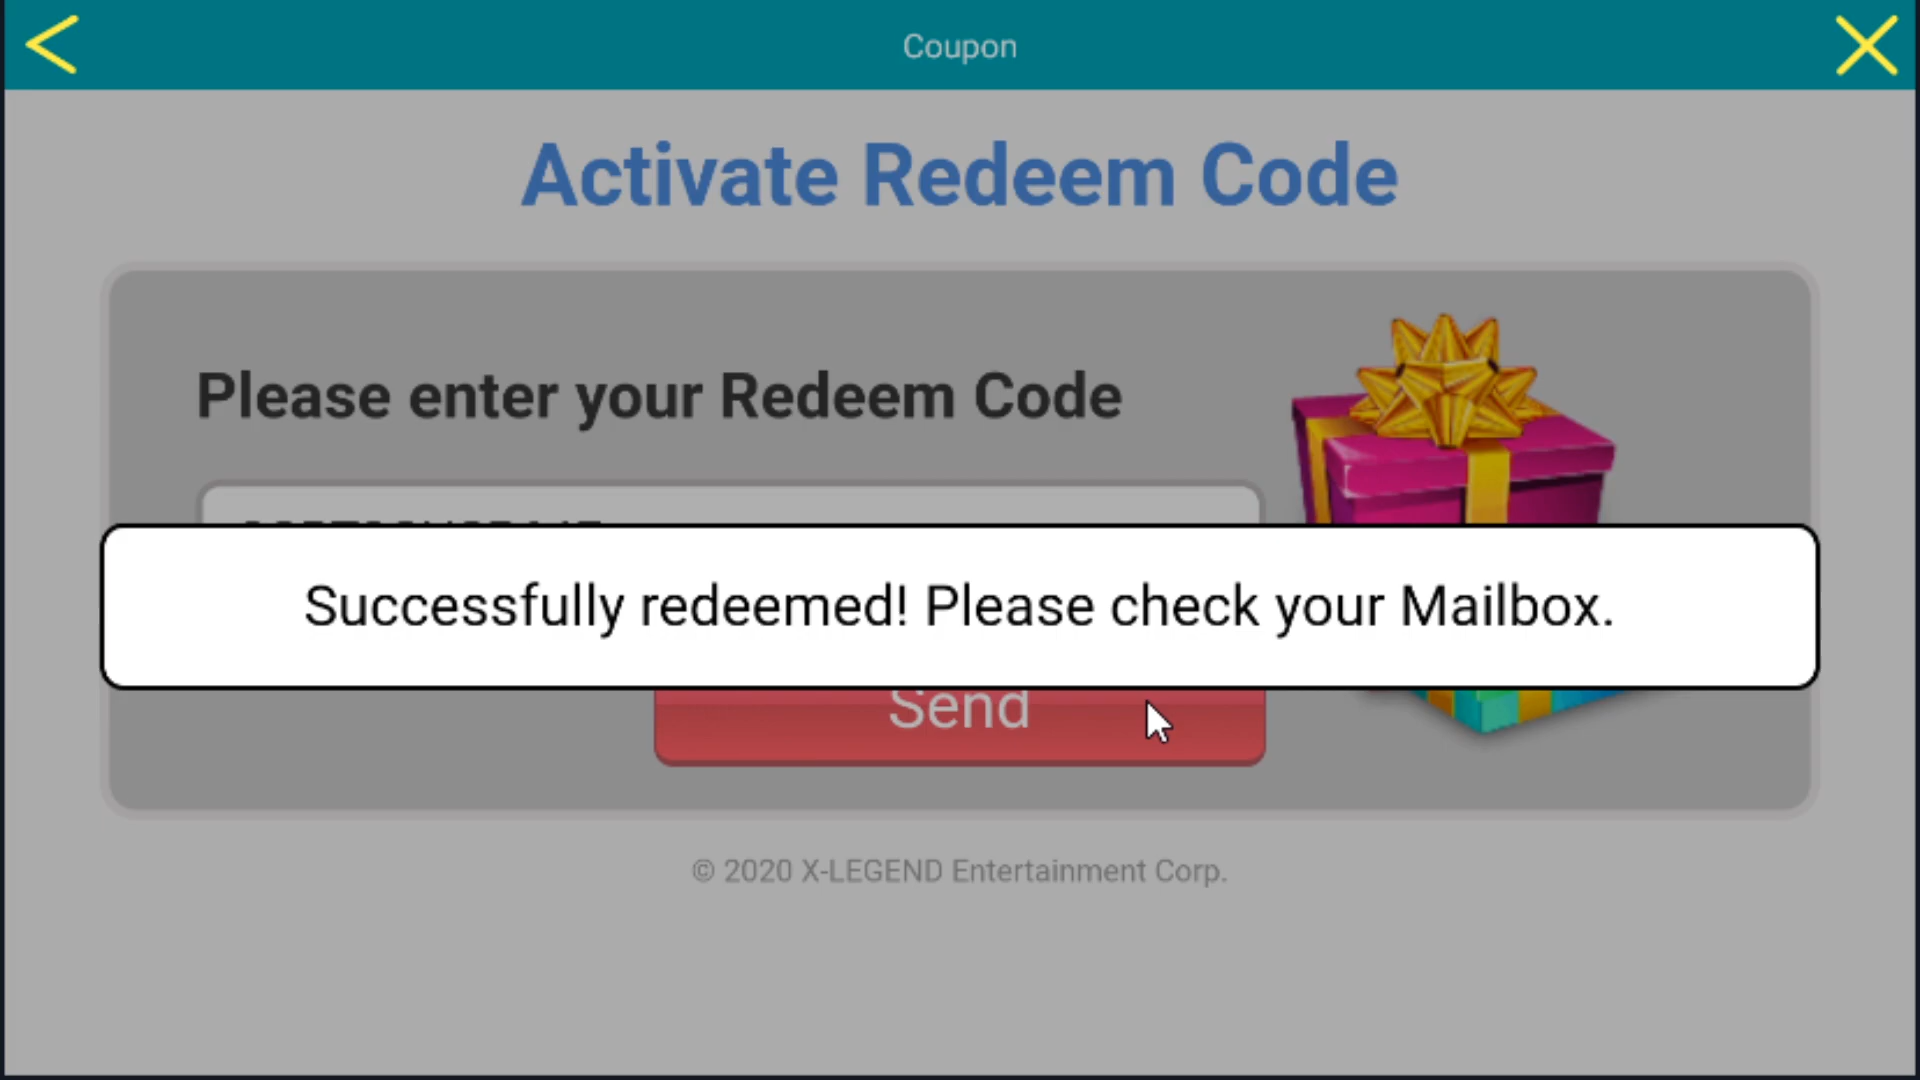 Coupon
Activate Redeem Code
Please enter your Redeem Code
Successfully redeemed! Please check your Mailbox.
Send
© 2020 X-LEGEND Entertainment Corp.